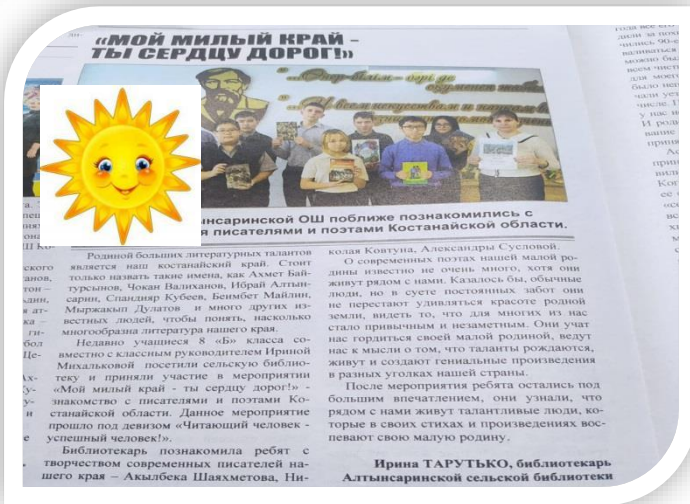 «МОЙ МИЛЫЙ КРАЙ -
ТЫ СЕРДЦУ ДОРОГ!»
ынсаринской ОШ поближе познакомились с
я писателями и поэтами Костанайской области.
Родиной больших литературных талантов
является наш костанайский край. Стоит
только назвать такие имена, как Ахмет Бай-
турсынов, Чокан Валиханов, Ибрай Алтын-
сарин, Спандияр Кубеев, Беимбет Майлин,
Мыржакып Дулатов и много других из-
вестных людей, чтобы понять, насколько
многообразна литература нашего края.
Недавно учащиеся 8 «Б» класса со-
вместно с классным руководителем Ириной
Михальковой посетили сельскую библио-
теку и приняли участие в мероприятии
«Мой милый край - ты сердцу дорог!» -
знакомство с писателями и поэтами Ко-
станайской области. Данное мероприятие
прошло под девизом «Читающий человек -
успешный человек!».
Библиотекарь познакомила ребят с
творчеством современных писателей на-
шего края – Акылбека Шаяхметова, Ни-
колая Ковтуна, Александры Сусловой.
О современных поэтах нашей малой ро-
дины известно не очень много, хотя они
живут рядом с нами. Казалось бы, обычные
люди, но в суете постоянных забот они
не перестают удивляться красоте родной
земли, видеть то, что для многих из нас
стало привычным и незаметным. Они учат
нас гордиться своей малой родиной, ведут
нас к мысли о том, что таланты рождаются,
живут и создают гениальные произведения
в разных уголках нашей страны.
После мероприятия ребята остались под
большим впечатлением, они узнали, что
рядом с нами живут талантливые люди, ко-
торые в своих стихах и произведениях вос-
певают свою малую родину.
Ирина ТАРУТЬКО, библиотекарь
Алтынсаринской сельской библиотеки